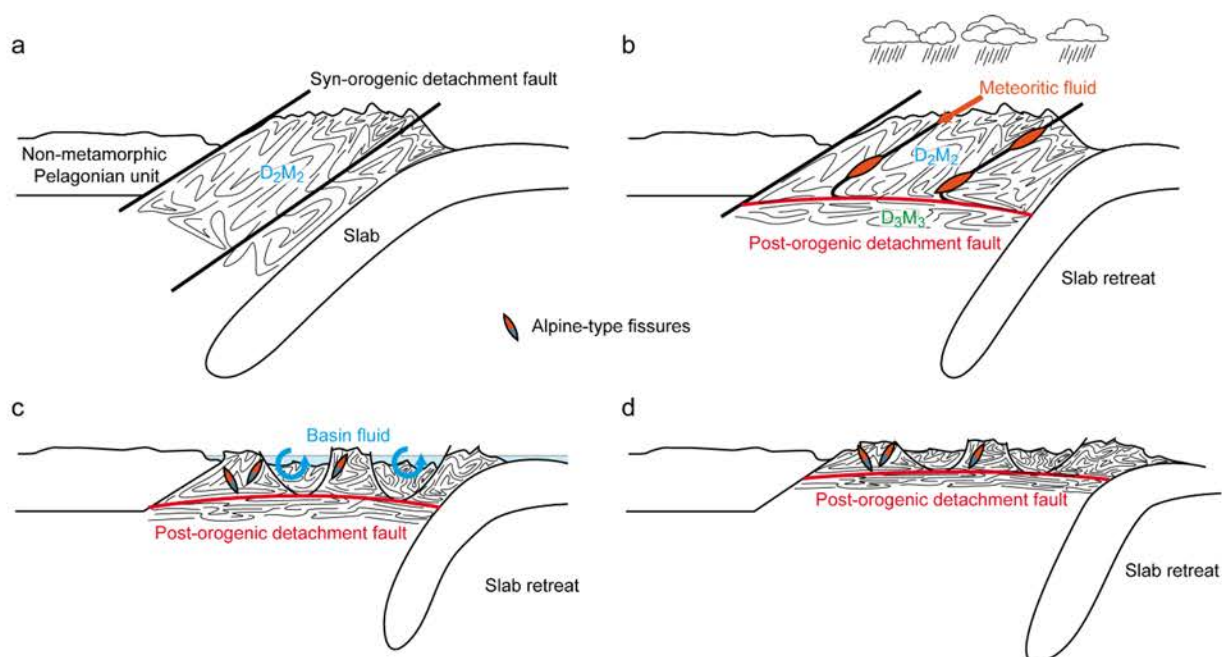 a
Syn-orogenic detachment fault
Non-metamorphic
Pelagonian unit
D₂M₂
Slab
b
Meteoritic fluid
D₂M₂
D₃M₃
Post-orogenic detachment fault
Slab retreat
Alpine-type fissures
c
Basin fluid
Post-orogenic detachment fault
Slab retreat
d
Post-orogenic detachment fault
Slab retreat